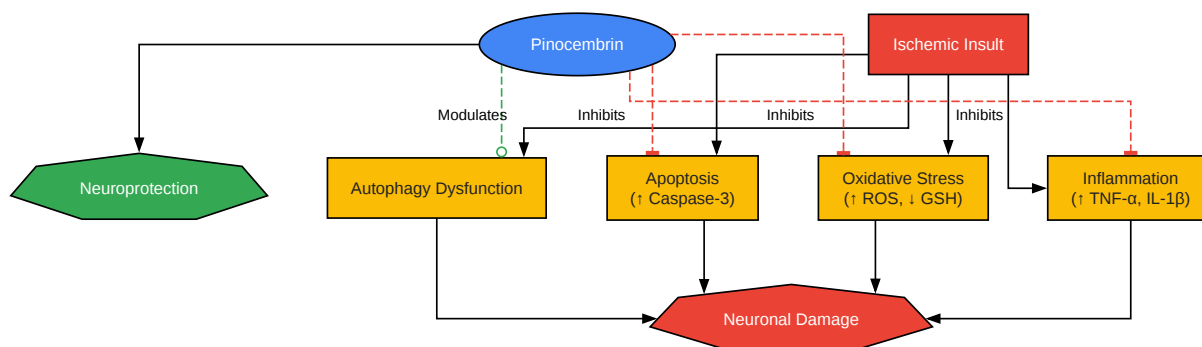 Pinocembrin
Ischemic Insult
Modulates
Inhibits
Inhibits
Inhibits
Neuroprotection
Autophagy Dysfunction
Apoptosis
(↑ Caspase-3)
Oxidative Stress
(↑ ROS, ↓ GSH)
Inflammation
(↑ TNF-α, IL-1β)
Neuronal Damage